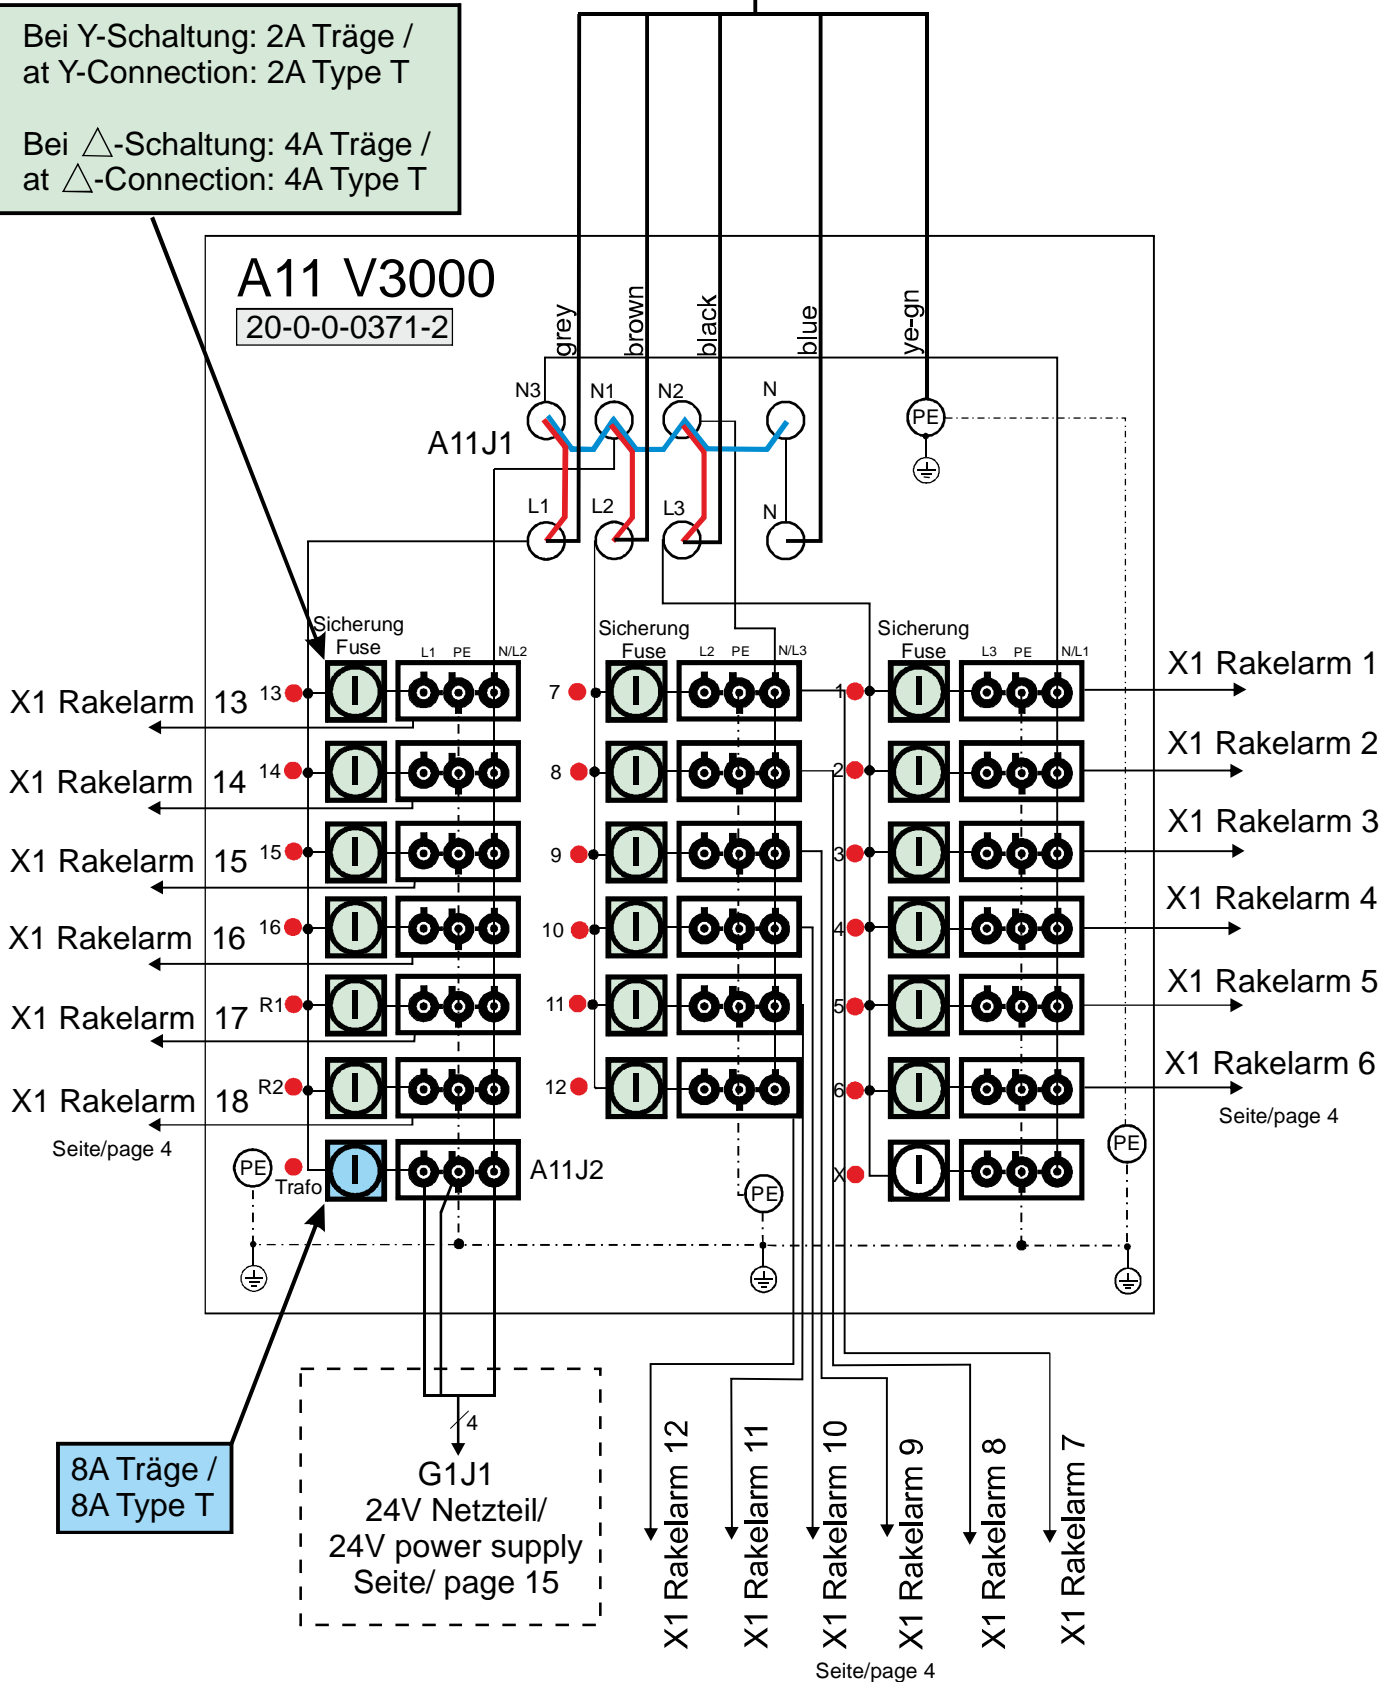 Bei Y-Schaltung: 2A Träge /
at Y-Connection: 2A Type T
Bei △-Schaltung: 4A Träge /
at △-Connection: 4A Type T
A11 V3000
20-0-0-0371-2
grey
brown
black
blue
ye-gn
N3
N1
N2
N
PE
A11J1
L1
L2
L3
N
Sicherung
Fuse
L1 PE N/L2
Sicherung
Fuse
L2 PE N/L3
Sicherung
Fuse
L3 PE N/L1
X1 Rakelarm 13
13
7
1
X1 Rakelarm 1
X1 Rakelarm 14
14
8
2
X1 Rakelarm 2
X1 Rakelarm 15
15
9
3
X1 Rakelarm 3
X1 Rakelarm 16
16
10
4
X1 Rakelarm 4
X1 Rakelarm 17
R1
11
5
X1 Rakelarm 5
X1 Rakelarm 18
R2
12
6
X1 Rakelarm 6
Seite/page 4
Seite/page 4
PE
Trafo
A11J2
PE
X
PE
8A Träge /
8A Type T
4
G1J1
24V Netzteil/
24V power supply
Seite/ page 15
X1 Rakelarm 12
X1 Rakelarm 11
X1 Rakelarm 10
X1 Rakelarm 9
X1 Rakelarm 8
X1 Rakelarm 7
Seite/page 4